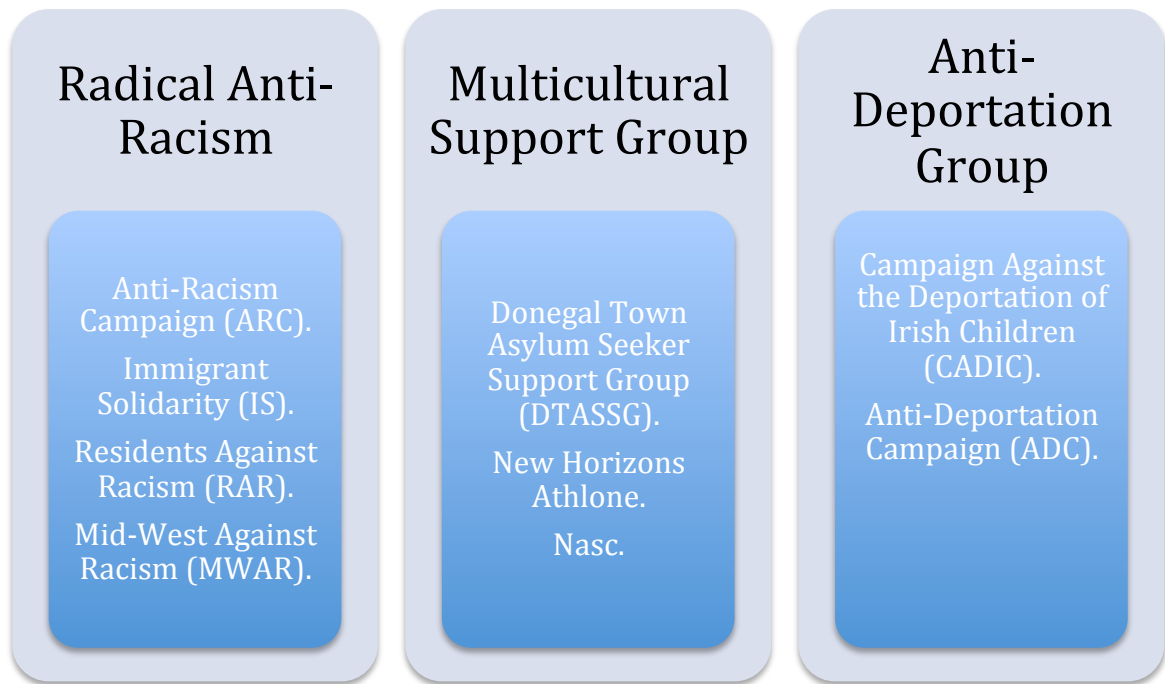 Radical Anti-
Racism
Anti-Racism
Campaign (ARC).
Immigrant
Solidarity (IS).
Residents Against
Racism (RAR).
Mid-West Against
Racism (MWAR).
Multicultural
Support Group
Donegal Town
Asylum Seeker
Support Group
(DTASSG).
New Horizons
Athlone.
Nasc.
Anti-
Deportation
Group
Campaign Against
the Deportation of
Irish Children
(CADIC).
Anti-Deportation
Campaign (ADC).